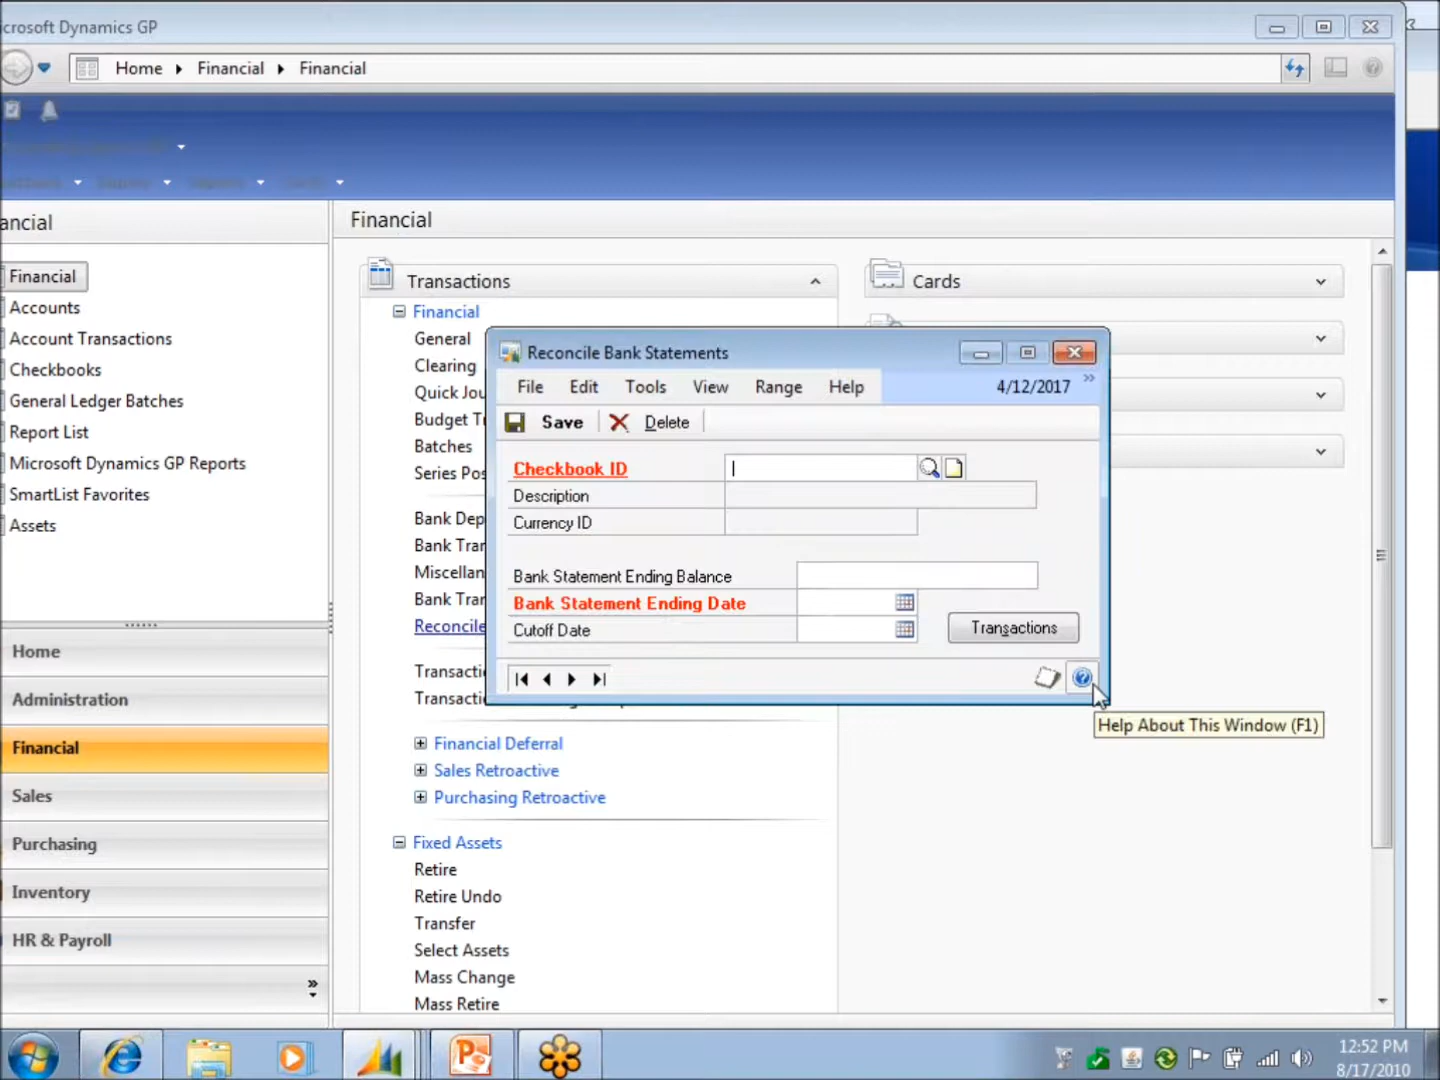 icrosoft Dynamics GP
Home Financial Financial
ancial
Financial
Accounts
Account Transactions
Checkbooks
General Ledger Batches
Report List
Microsoft Dynamics GP Reports
SmartList Favorites
Assets
Home
Administration
Financial
Sales
Purchasing
Inventory
HR & Payroll
»
Financial
Transactions
Cards
Financial
General
Clearing
Quick Jou
Budget T
Batches
Series Pos
Bank Dep
Bank Tran
Miscellan
Bank Tran
Reconcile
Transacti
Transacti
Financial Deferral
Sales Retroactive
Purchasing Retroactive
Fixed Assets
Retire
Retire Undo
Transfer
Select Assets
Mass Change
Mass Retire
Reconcile Bank Statements
File Edit Tools View Range Help 4/12/2017 »
Save Delete
Checkbook ID
Description
Currency ID
Bank Statement Ending Balance
Bank Statement Ending Date
Cutoff Date
Transactions
Help About This Window (F1)
12:52 PM
8/17/2010